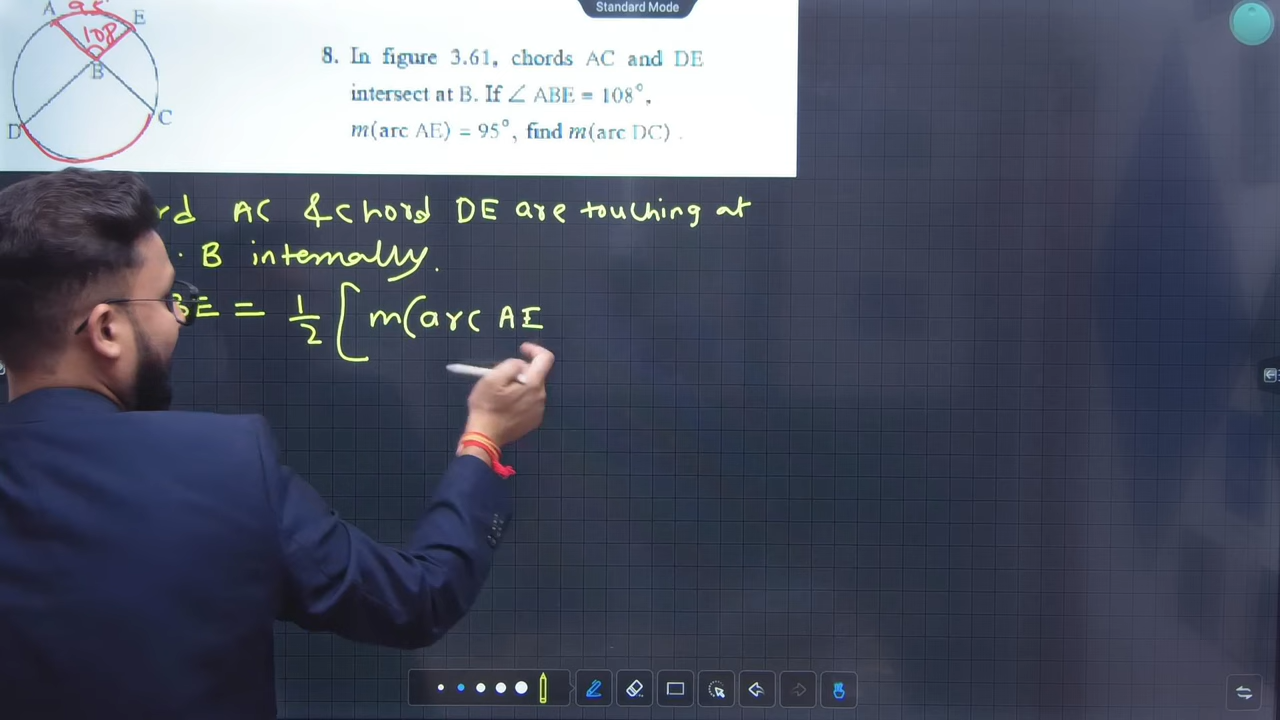 Standard Mode
A 95 E
108
B
C
D
8. In figure 3.61, chords AC and DE
intersect at B. If ∠ ABE = 108°,
m(arc AE) = 95°, find m(arc DC) .
rd AC & chord DE are touching at
. B internally.
BE = 1/2 [ m(arc AE